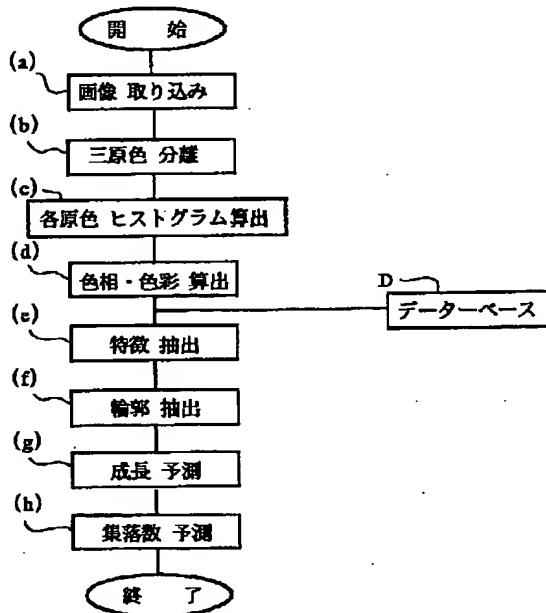 開 始
(a)
画像 取り込み
(b)
三原色 分離
(c)
各原色 ヒストグラム算出
(d)
色相・色彩 算出
D
データーベース
(e)
特徴 抽出
(f)
輪郭 抽出
(g)
成長 予測
(h)
集落数 予測
終 了